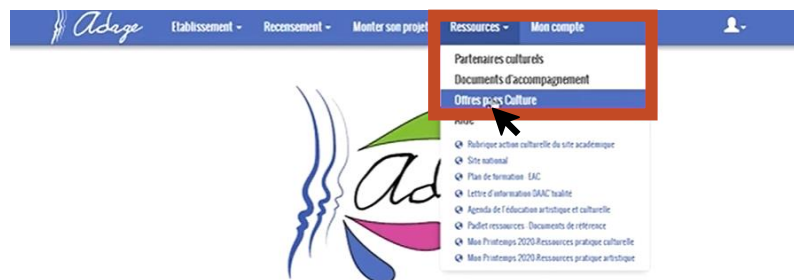 Adage Etablissement Recensement Monter son projet Ressources Mon compte
Partenaires culturels
Documents d'accompagnement
Offres pass Culture
Aide
Rubrique action culturelle du site académique
Site national
Plan de formation EAC
Lettre d'information DAAC'tualité
Agenda de l'éducation artistique et culturelle
Padlet ressources - Documents de référence
Mon Printemps 2020-Ressources pratique culturelle
Mon Printemps 2020-Ressources pratique artistique
Ad